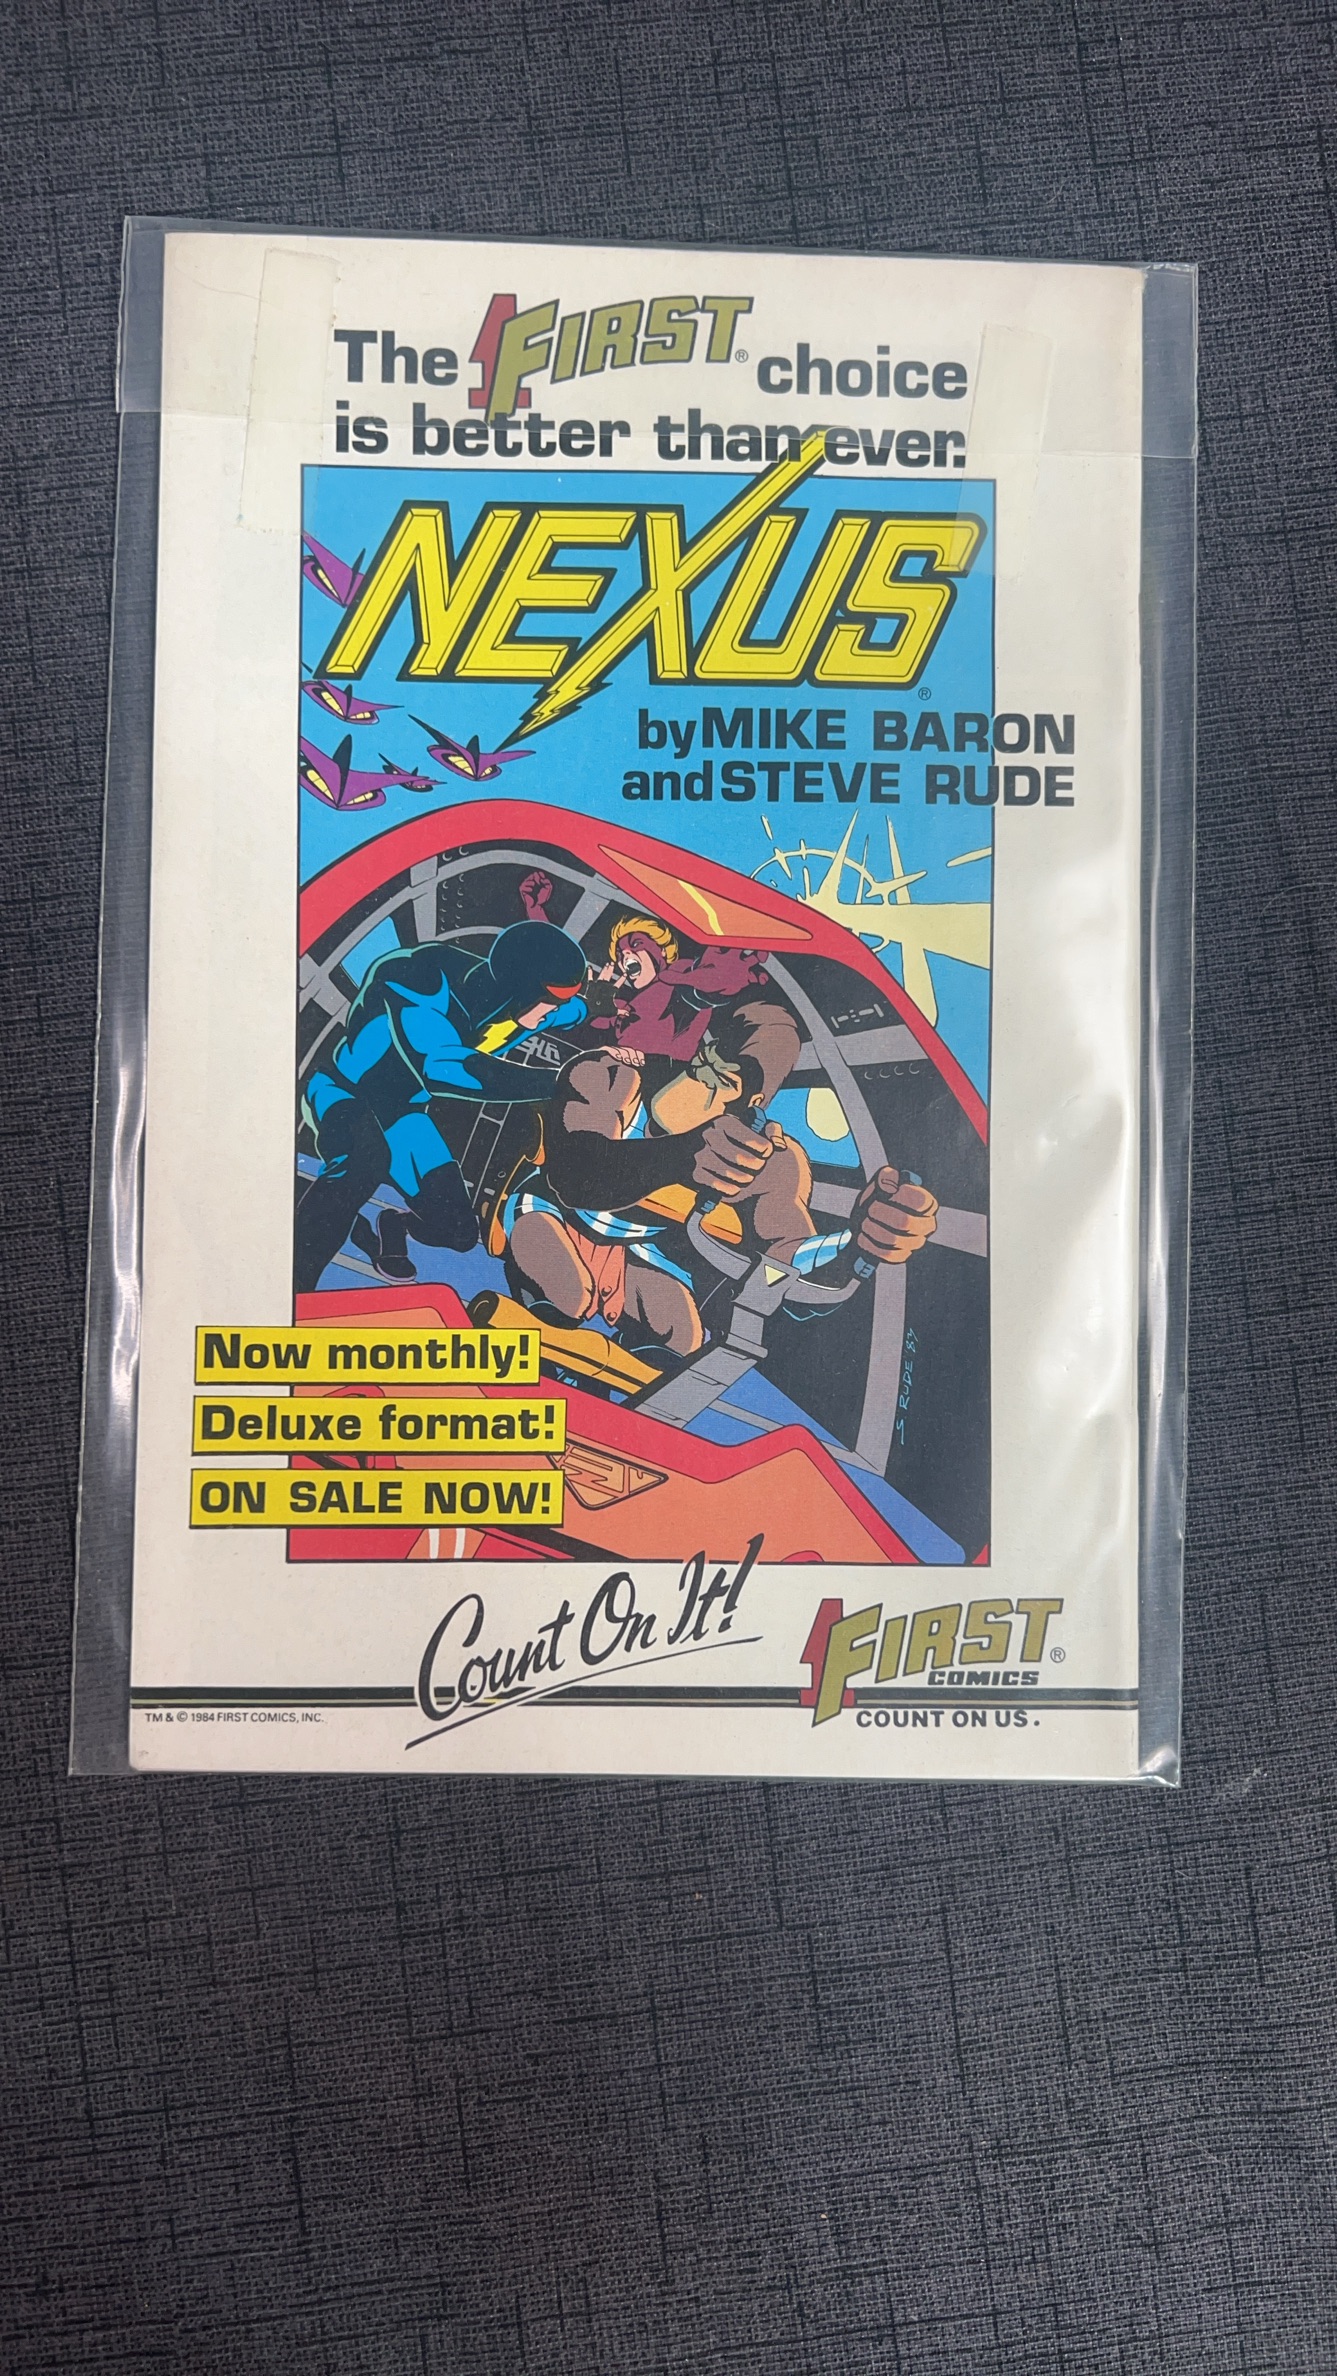 The FIRST® choice
is better than ever.
NEXUS®
by MIKE BARON
and STEVE RUDE
S RUDE 84
Now monthly!
Deluxe format!
ON SALE NOW!
Count On It!
FIRST®
COMICS
TM & © 1984 FIRST COMICS, INC.
COUNT ON US.